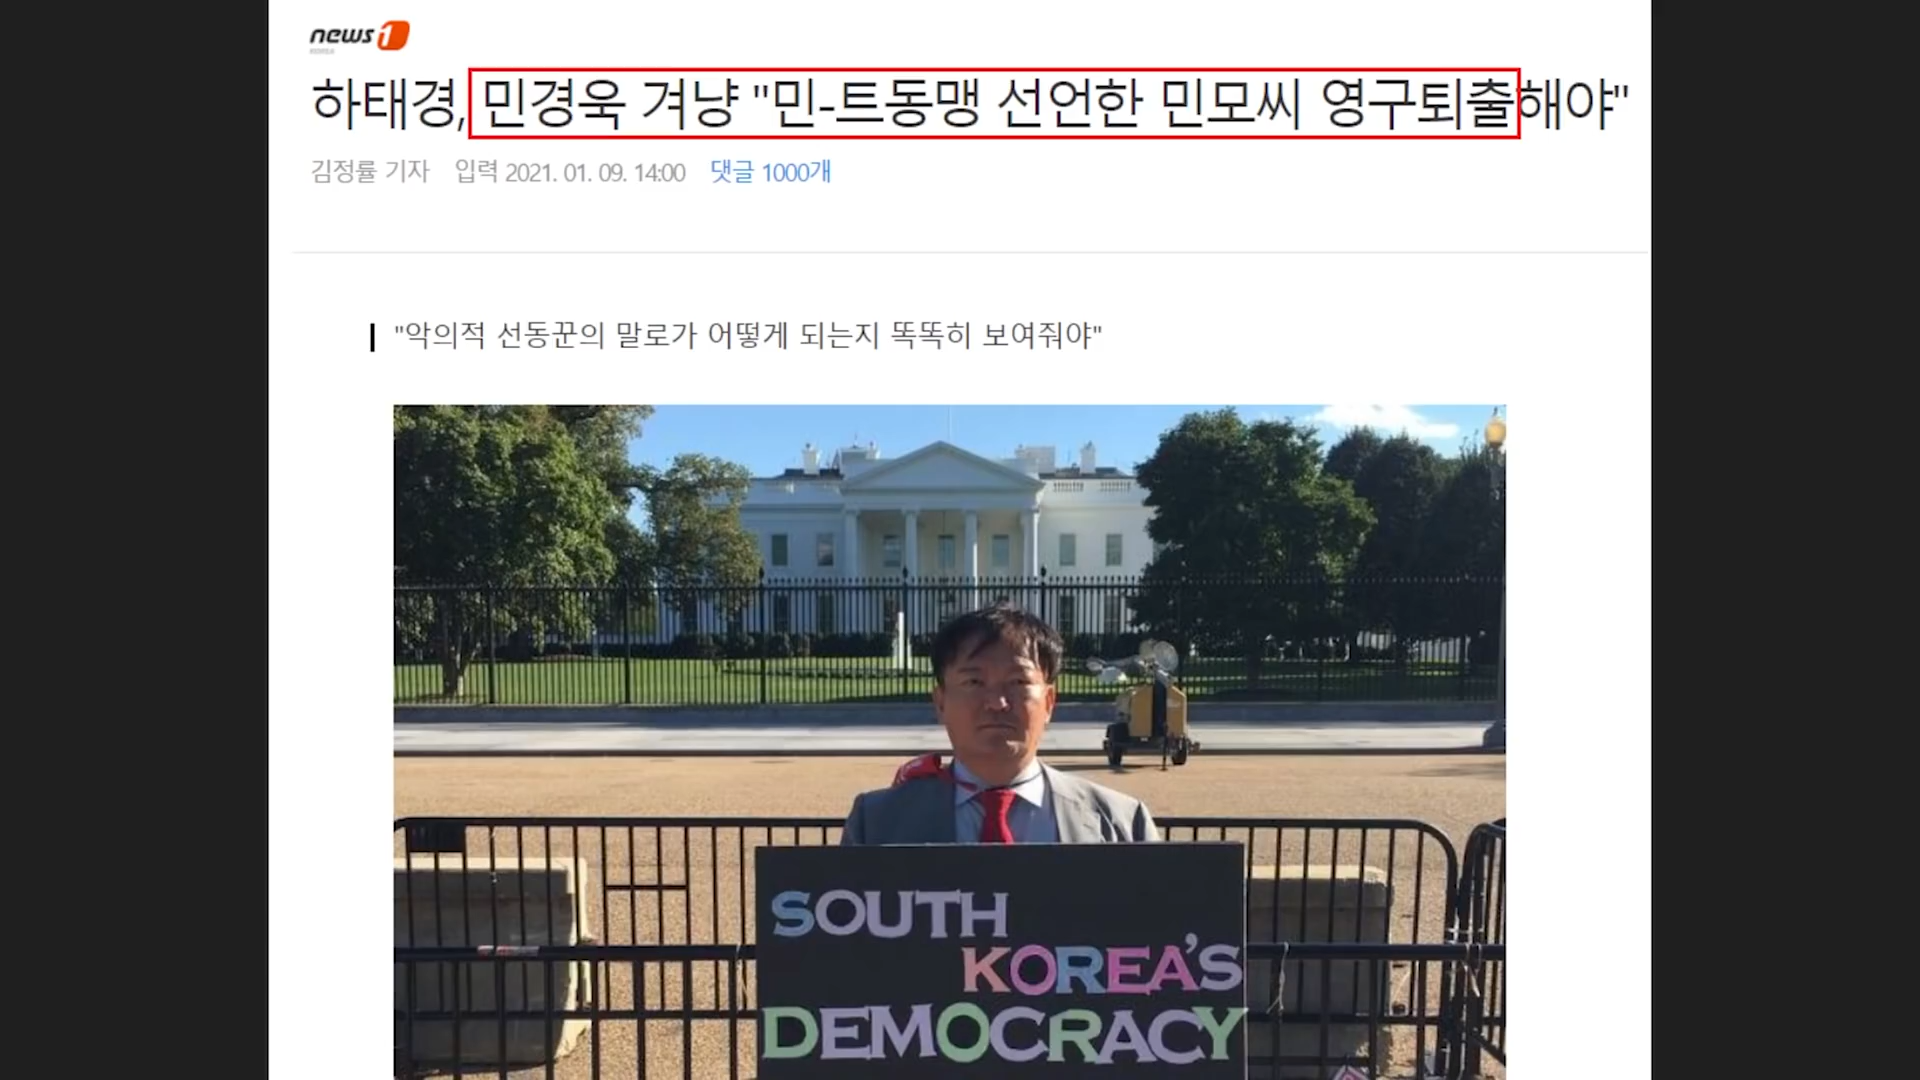 news1
KOREA
하태경, 민경욱 겨냥 "민-트동맹 선언한 민모씨 영구퇴출해야"
김정률 기자 입력 2021. 01. 09. 14:00 댓글 1000개
"악의적 선동꾼의 말로가 어떻게 되는지 똑똑히 보여줘야"
SOUTH
KOREA'S
DEMOCRACY